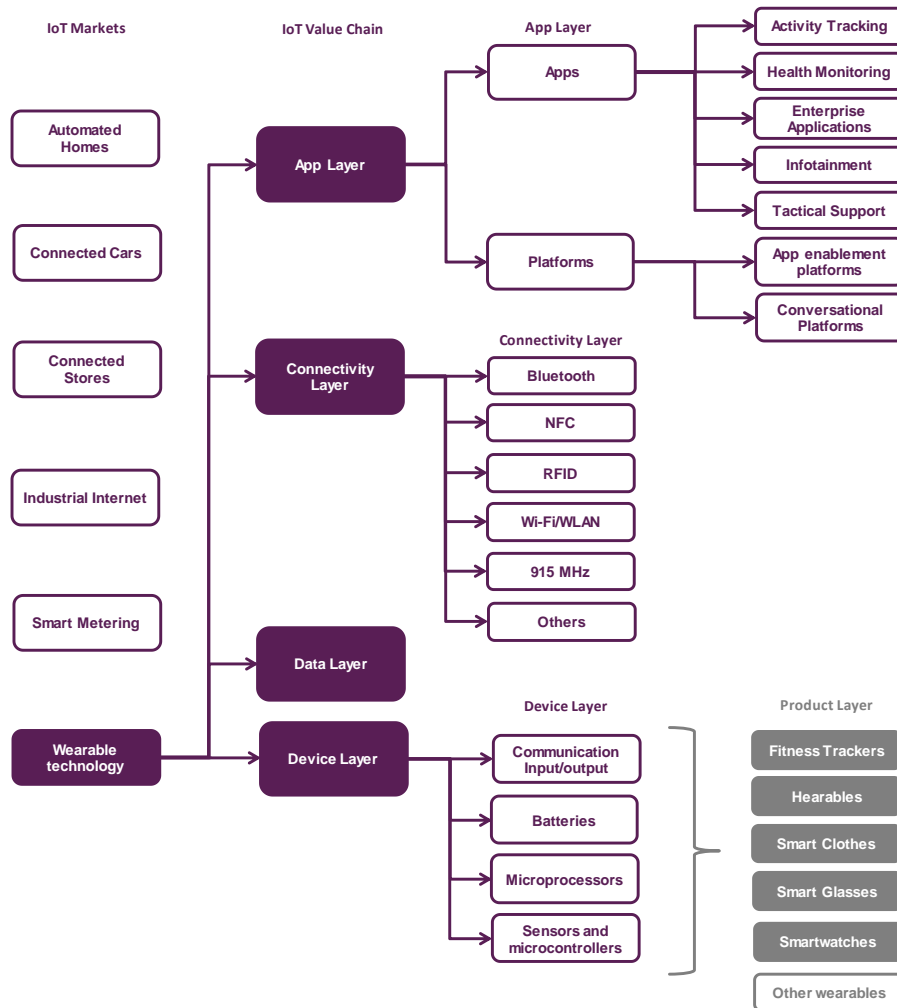 IoT Markets
IoT Value Chain
App Layer
Automated
Homes
Connected Cars
Connected
Stores
Industrial Internet
Smart Metering
Wearable
technology
App Layer
Connectivity
Layer
Data Layer
Device Layer
Apps
Platforms
Activity Tracking
Health Monitoring
Enterprise
Applications
Infotainment
Tactical Support
App enablement
platforms
Conversational
Platforms
Connectivity Layer
Bluetooth
NFC
RFID
Wi-Fi/WLAN
915 MHz
Others
Device Layer
Communication
Input/output
Batteries
Microprocessors
Sensors and
microcontrollers
Product Layer
Fitness Trackers
Hearables
Smart Clothes
Smart Glasses
Smartwatches
Other wearables